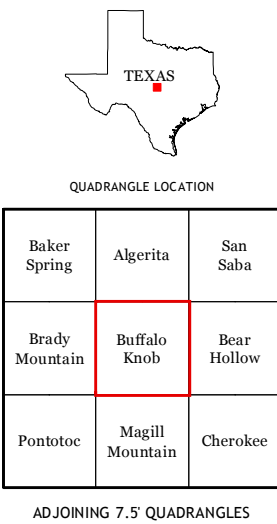 TEXAS
QUADRANGLE LOCATION
Baker
Spring
Algerita
San
Saba
Brady
Mountain
Buffalo
Knob
Bear
Hollow
Pontotoc
Magill
Mountain
Cherokee
ADJOINING 7.5' QUADRANGLES